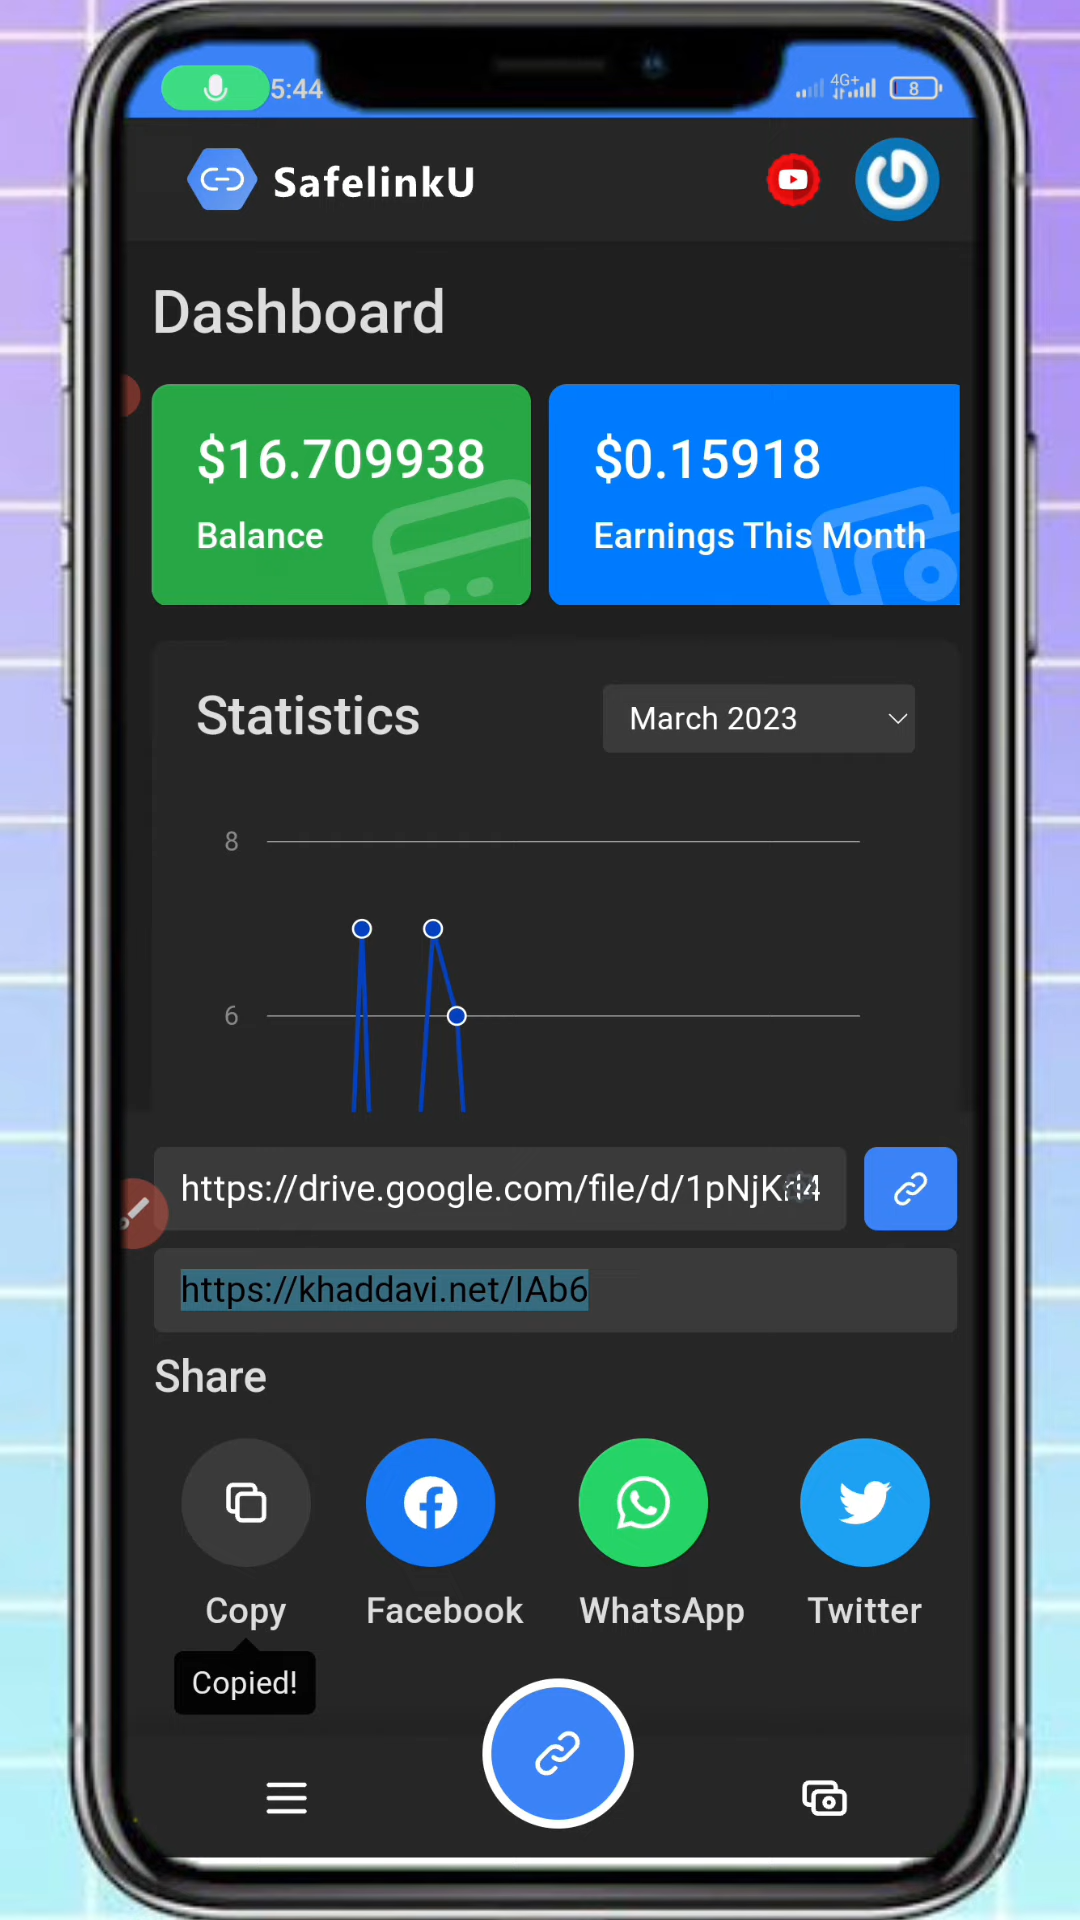 5:44
4G+
8
SafelinkU
Dashboard
$16.709938
Balance
$0.15918
Earnings This Month
Statistics
March 2023
8
6
https://drive.google.com/file/d/1pNjK
https://khaddavi.net/IAb6
Share
Copy
Facebook
WhatsApp
Twitter
Copied!